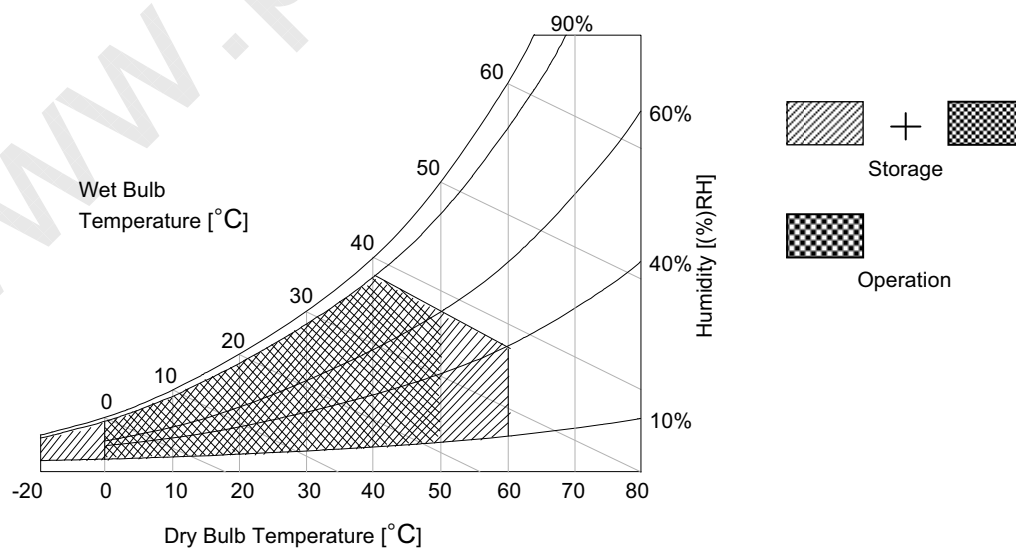 90%
60
60%
50
Wet Bulb
Temperature [°C]
40
30
20
10
0
40%
10%
Humidity [(%)RH]
-20 0 10 20 30 40 50 60 70 80
Dry Bulb Temperature [°C]
+
Storage
Operation